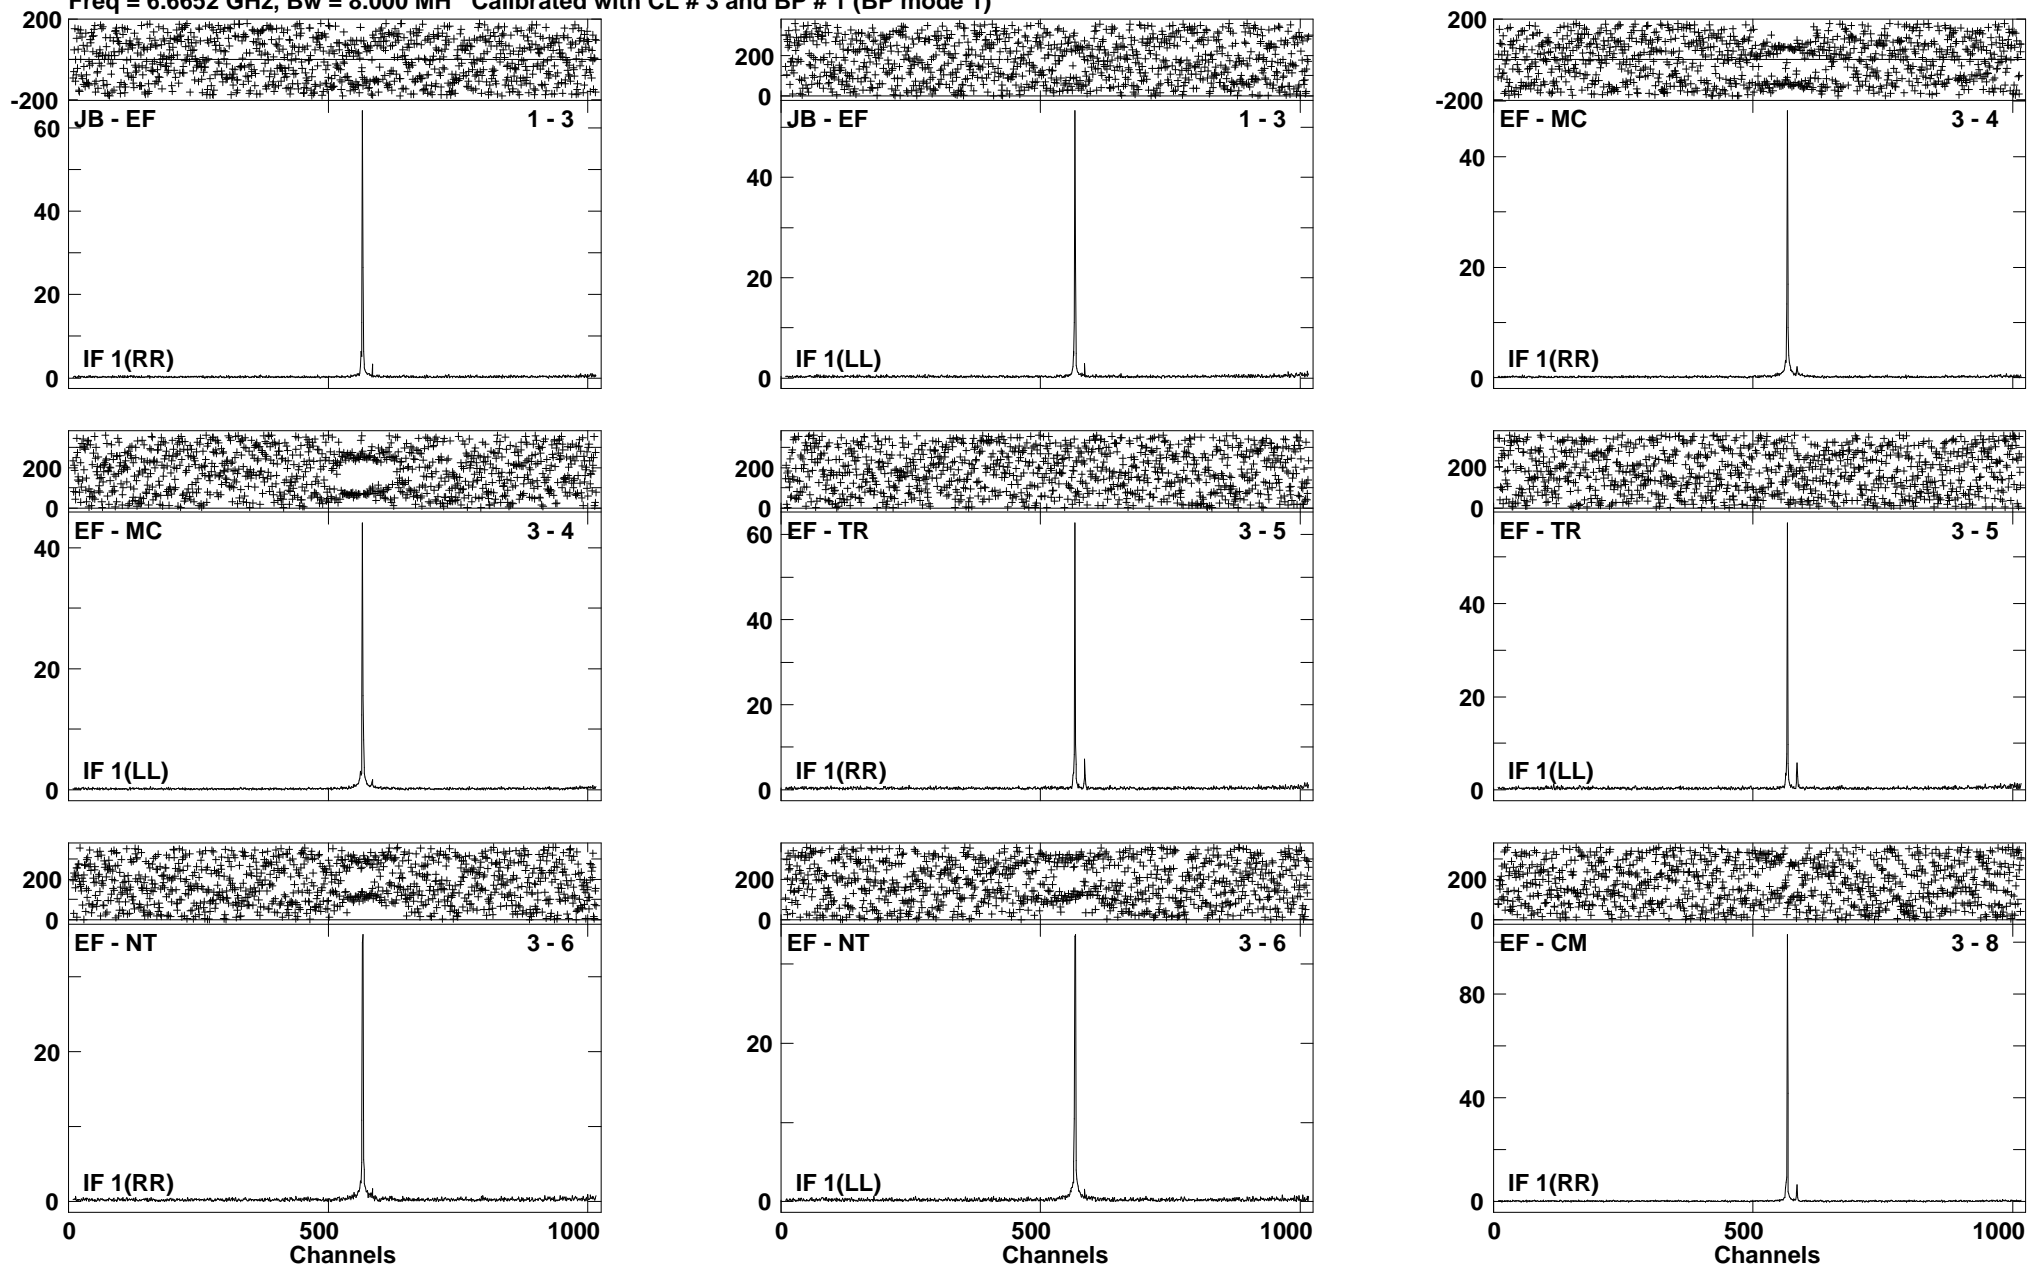 Freq = 6.6652 GHz, Bw = 8.000 MH Calibrated with CL # 3 and BP # 1 (BP mode 1)
200
-200
JB - EF 1 - 3
60
40
20
0
IF 1(RR)
200
0
JB - EF 1 - 3
40
20
0
IF 1(LL)
200
-200
EF - MC 3 - 4
40
20
0
IF 1(RR)
200
0
EF - MC 3 - 4
40
20
0
IF 1(LL)
200
0
EF - TR 3 - 5
60
40
20
0
IF 1(RR)
200
0
EF - TR 3 - 5
40
20
0
IF 1(LL)
200
0
EF - NT 3 - 6
20
0
IF 1(RR)
0 500 1000
Channels
200
0
EF - NT 3 - 6
20
0
IF 1(LL)
0 500 1000
Channels
200
0
EF - CM 3 - 8
80
40
0
IF 1(RR)
0 500 1000
Channels